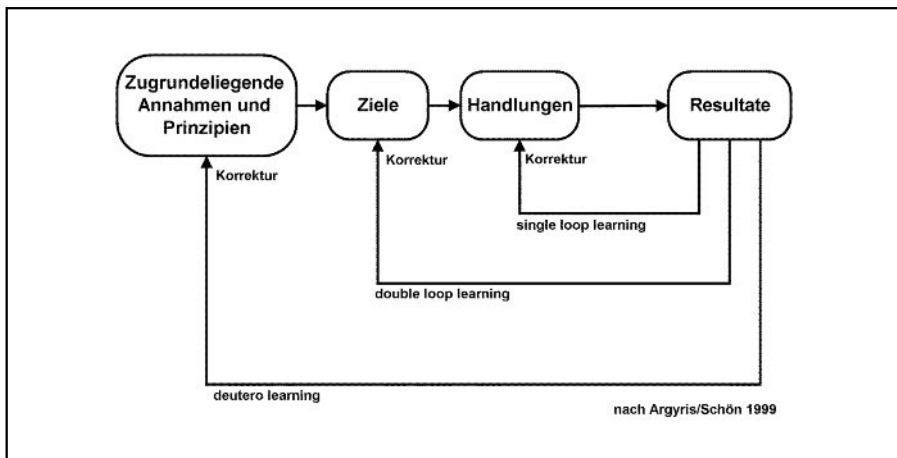 Zugrundeliegende
Annahmen und
Prinzipien
Ziele
Handlungen
Resultate
Korrektur
Korrektur
Korrektur
single loop learning
double loop learning
deutero learning
nach Argyris/Schön 1999